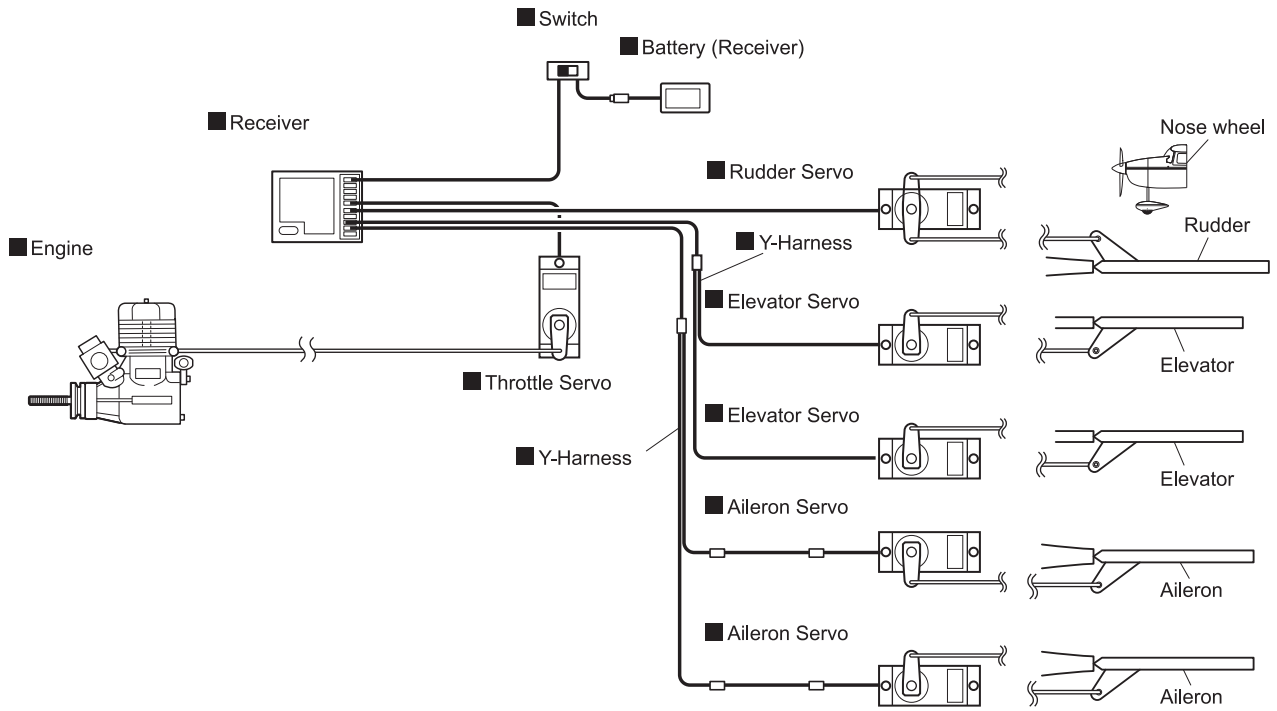 Switch
Battery (Receiver)
Receiver
Nose wheel
Rudder Servo
Rudder
Engine
Y-Harness
Elevator Servo
Elevator
Throttle Servo
Elevator Servo
Y-Harness
Elevator
Aileron Servo
Aileron
Aileron Servo
Aileron